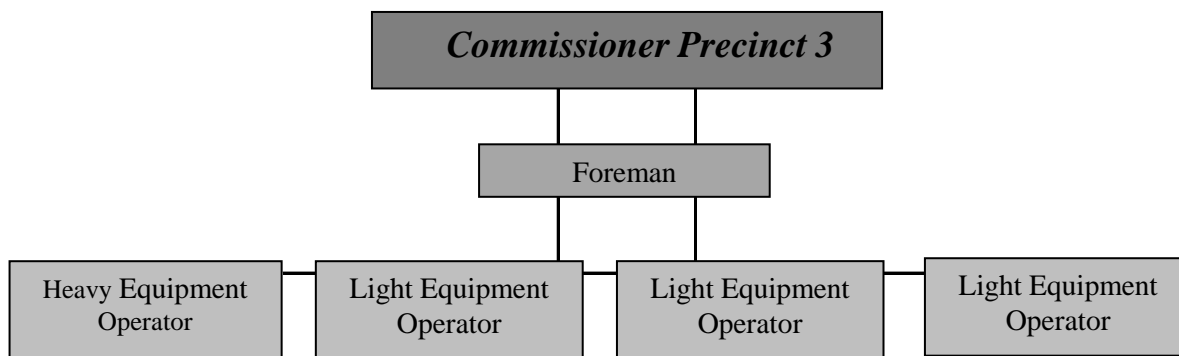 Commissioner Precinct 3
Foreman
Heavy Equipment
Operator
Light Equipment
Operator
Light Equipment
Operator
Light Equipment
Operator